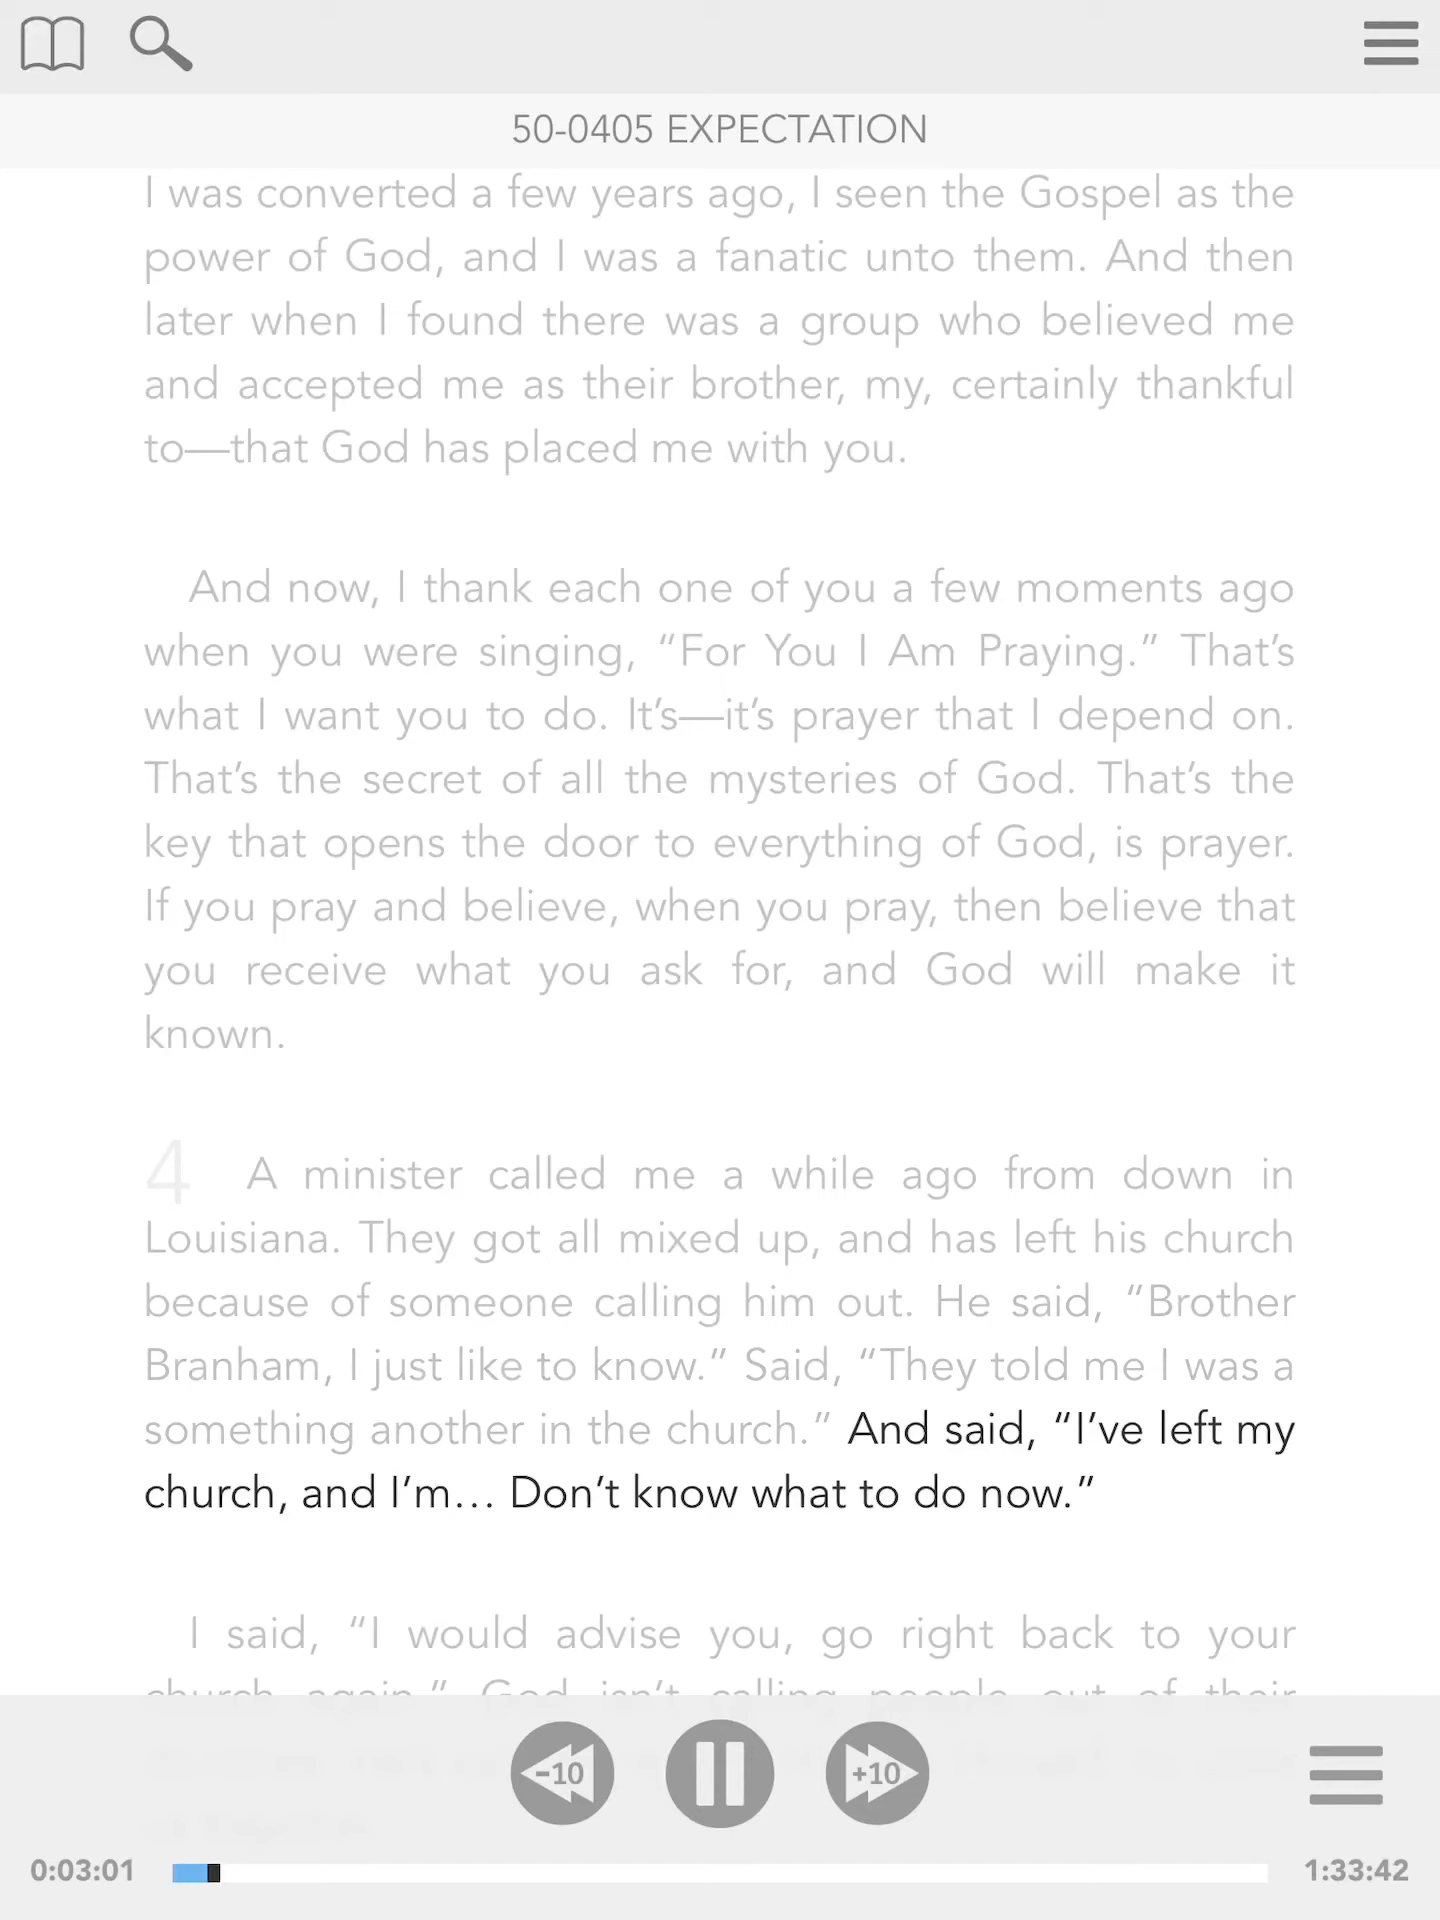 50-0405 EXPECTATION
I was converted a few years ago, I seen the Gospel as the
power of God, and I was a fanatic unto them. And then
later when I found there was a group who believed me
and accepted me as their brother, my, certainly thankful
to—that God has placed me with you.
And now, I thank each one of you a few moments ago
when you were singing, “For You I Am Praying.” That’s
what I want you to do. It’s—it’s prayer that I depend on.
That’s the secret of all the mysteries of God. That’s the
key that opens the door to everything of God, is prayer.
If you pray and believe, when you pray, then believe that
you receive what you ask for, and God will make it
known.
4 A minister called me a while ago from down in
Louisiana. They got all mixed up, and has left his church
because of someone calling him out. He said, “Brother
Branham, I just like to know.” Said, “They told me I was a
something another in the church.” And said, “I’ve left my
church, and I’m… Don’t know what to do now.”
I said, “I would advise you, go right back to your
church again.” God isn’t calling people out of their
-10
+10
0:03:01
1:33:42